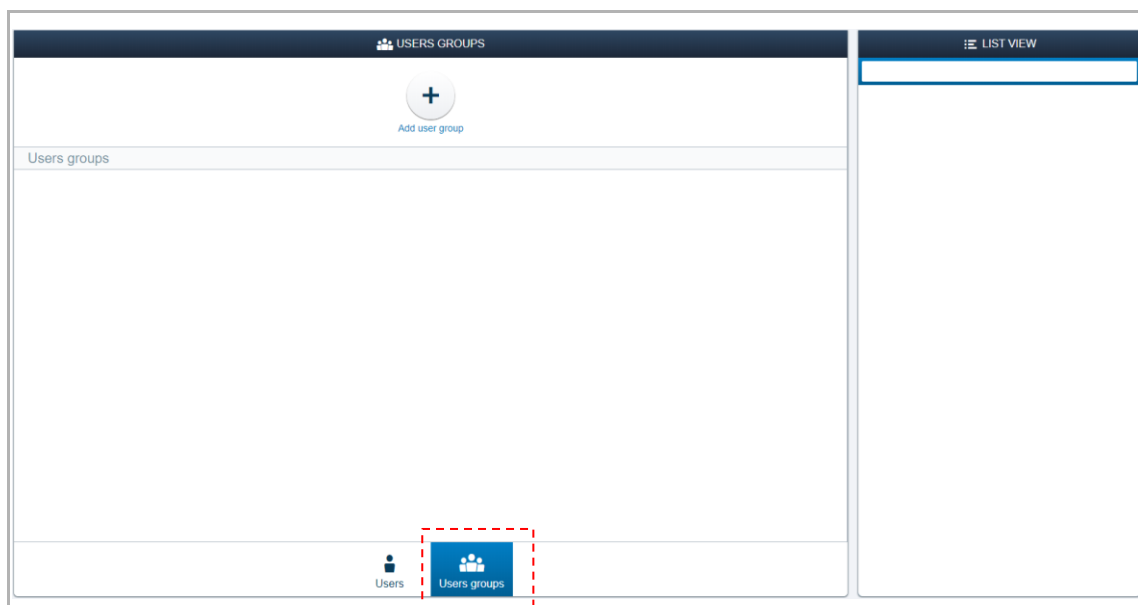 USERS GROUPS
LIST VIEW
Add user group
Users groups
Users
Users groups